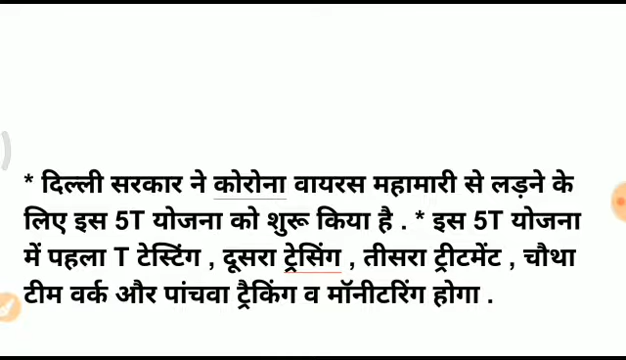 * दिल्ली सरकार ने कोरोना वायरस महामारी से लड़ने के
लिए इस 5T योजना को शुरू किया है . * इस 5T योजना
में पहला T टेस्टिंग , दूसरा ट्रेसिंग , तीसरा ट्रीटमेंट , चौथा
टीम वर्क और पांचवा ट्रैकिंग व मॉनीटरिंग होगा .